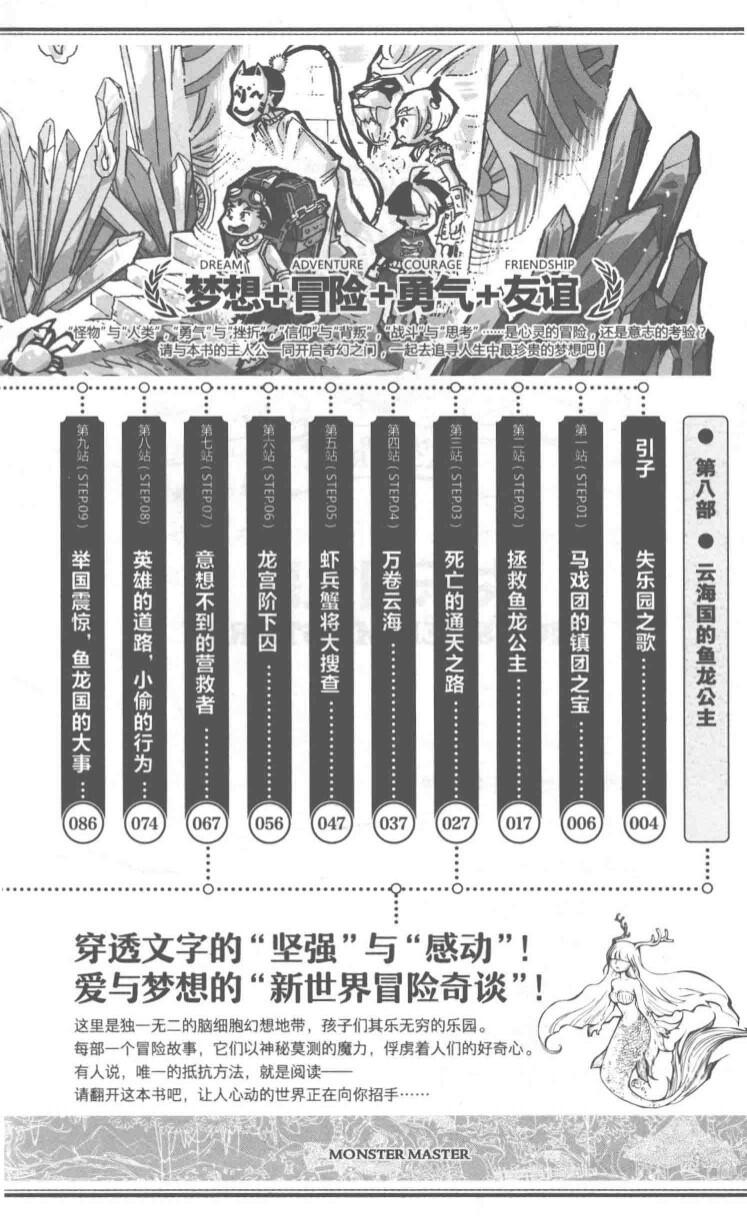 DREAM ADVENTURE COURAGE FRIENDSHIP
梦想+冒险+勇气+友谊
“怪物”与“人类”，“勇气”与“挫折”，“信仰”与“背叛”，“战斗”与“思考”……是心灵的冒险，还是意志的考验？
请与本书的主人公一同开启奇幻之门，一起去追寻人生中最珍贵的梦想吧！
● 第八部 ● 云海国的鱼龙公主
引子 失乐园之歌 004
第一站（STEP01） 马戏团的镇团之宝 006
第二站（STEP02） 拯救鱼龙公主 017
第三站（STEP03） 死亡的通天之路 027
第四站（STEP04） 万卷云海 037
第五站（STEP05） 虾兵蟹将大搜查 047
第六站（STEP06） 龙宫阶下囚 056
第七站（STEP07） 意想不到的营救者 067
第八站（STEP08） 英雄的道路，小偷的行为 074
第九站（STEP09） 举国震惊，鱼龙国的大事 086
穿透文字的“坚强”与“感动”！
爱与梦想的“新世界冒险奇谈”！
这里是独一无二的脑细胞幻想地带，孩子们其乐无穷的乐园。
每部一个冒险故事，它们以神秘莫测的魔力，俘虏着人们的好奇心。
有人说，唯一的抵抗方法，就是阅读——
请翻开这本书吧，让人心动的世界正在向你招手……
MONSTER MASTER